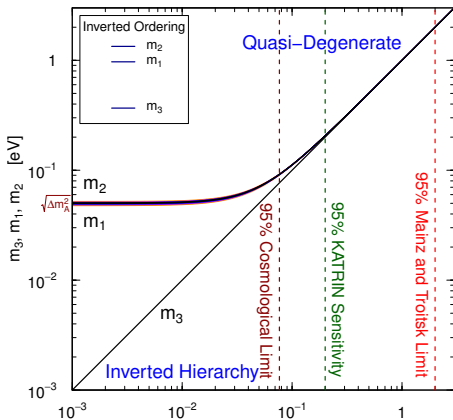 Inverted Ordering
m₂
m₁
m₃
Quasi−Degenerate
m₃, m₁, m₂ [eV]
1
10⁻¹
10⁻²
10⁻³
√Δm²_A
m₂
m₁
m₃
Inverted Hierarchy
95% Cosmological Limit
95% KATRIN Sensitivity
95% Mainz and Troitsk Limit
10⁻³ 10⁻² 10⁻¹ 1